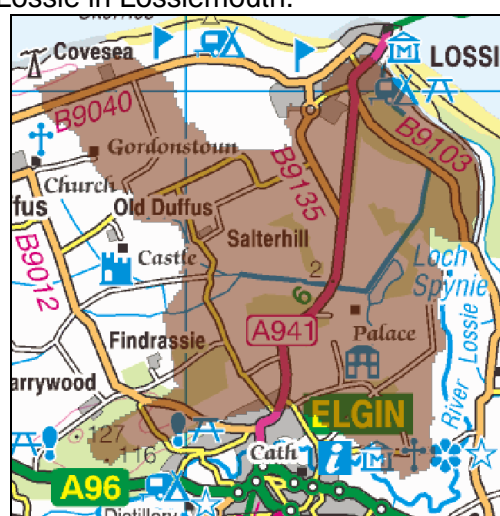 Lossie in Lossiemouth.
Covesea
LOSSI
B9040
B9103
Gordonstoun
B9135
Church
ffus
Old Duffus
Salterhill
Castle
B9012
2
Loch
Spynie
6
A941
Palace
Findrassie
River Lossie
arrywood
ELGIN
127
116
Cath
i
A96
Distillery